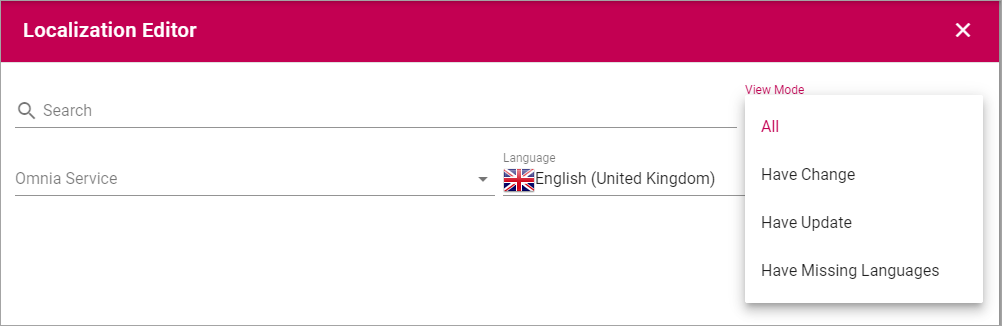 Localization Editor
Search
View Mode
All
Have Change
Have Update
Have Missing Languages
Omnia Service
Language
English (United Kingdom)